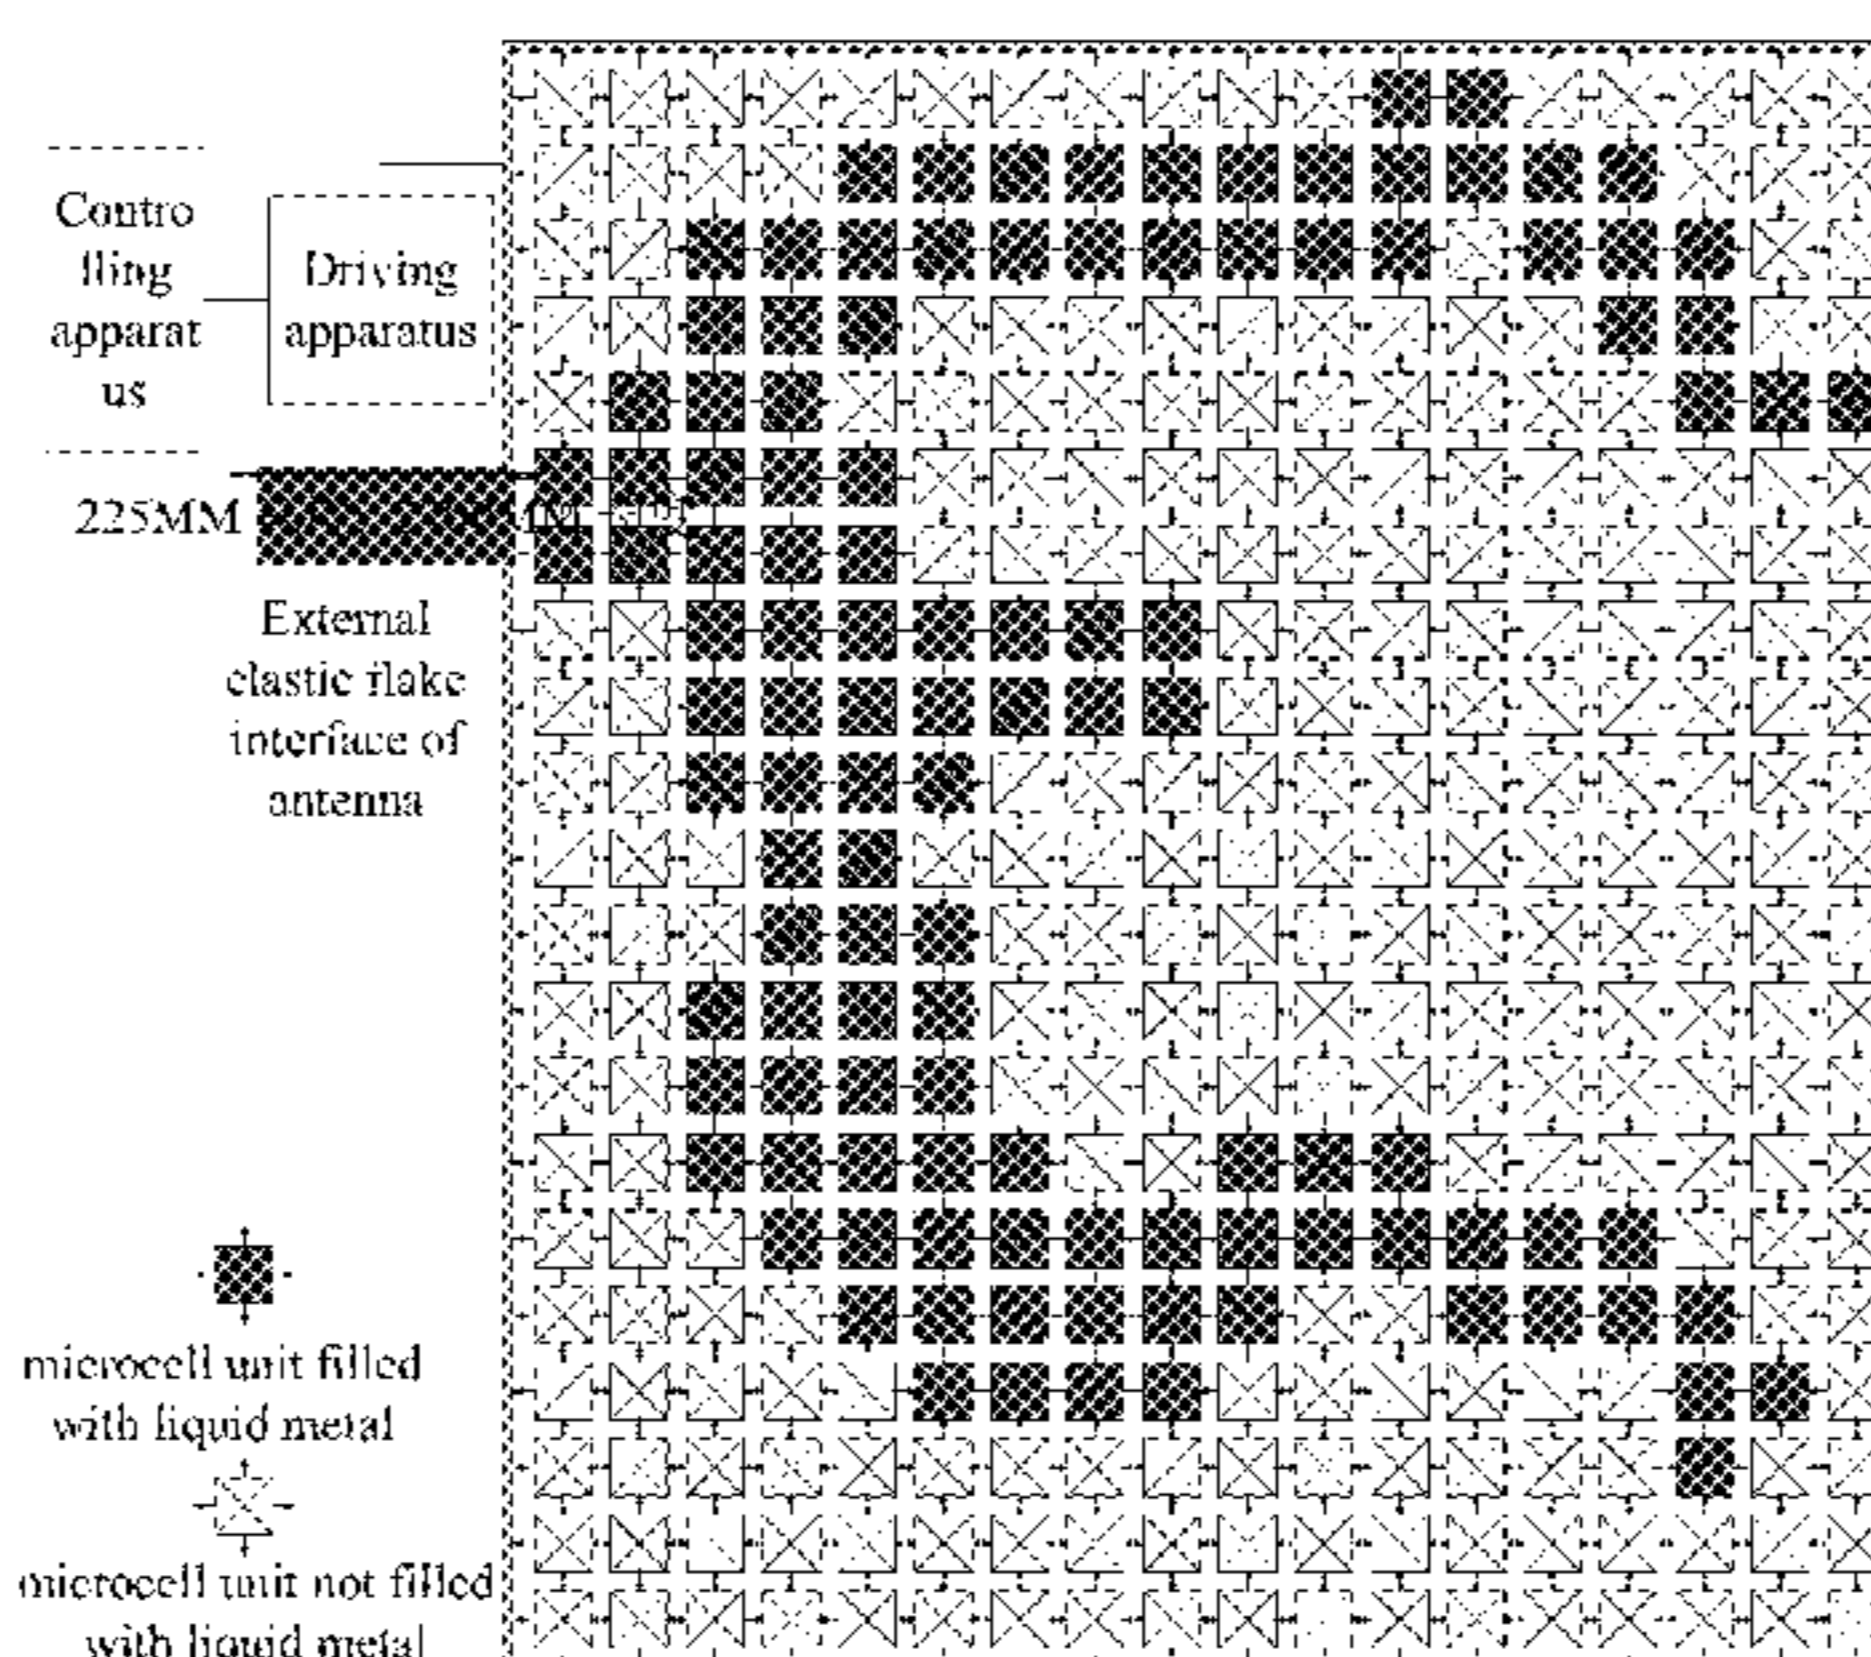 Contro
lling
apparat
us
Driving
apparatus
225MM
External
elastic flake
interface of
antenna
microcell unit filled
with liquid metal
microcell unit not filled
with liquid metal